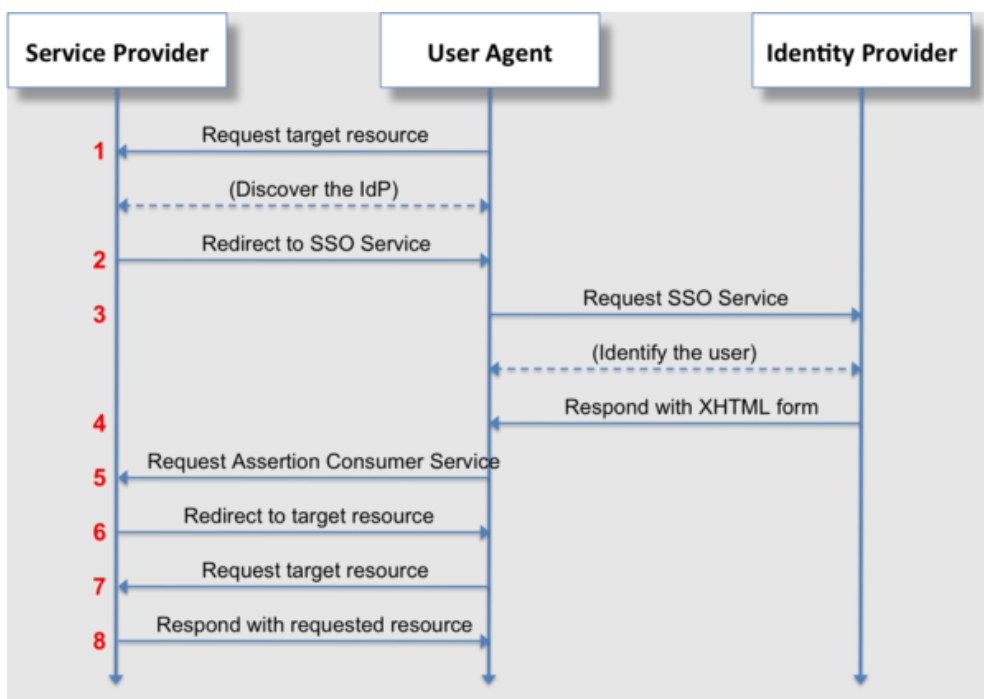 Service Provider
User Agent
Identity Provider
Request target resource
1
(Discover the IdP)
Redirect to SSO Service
2
Request SSO Service
3
(Identify the user)
Respond with XHTML form
4
Request Assertion Consumer Service
5
Redirect to target resource
6
Request target resource
7
Respond with requested resource
8